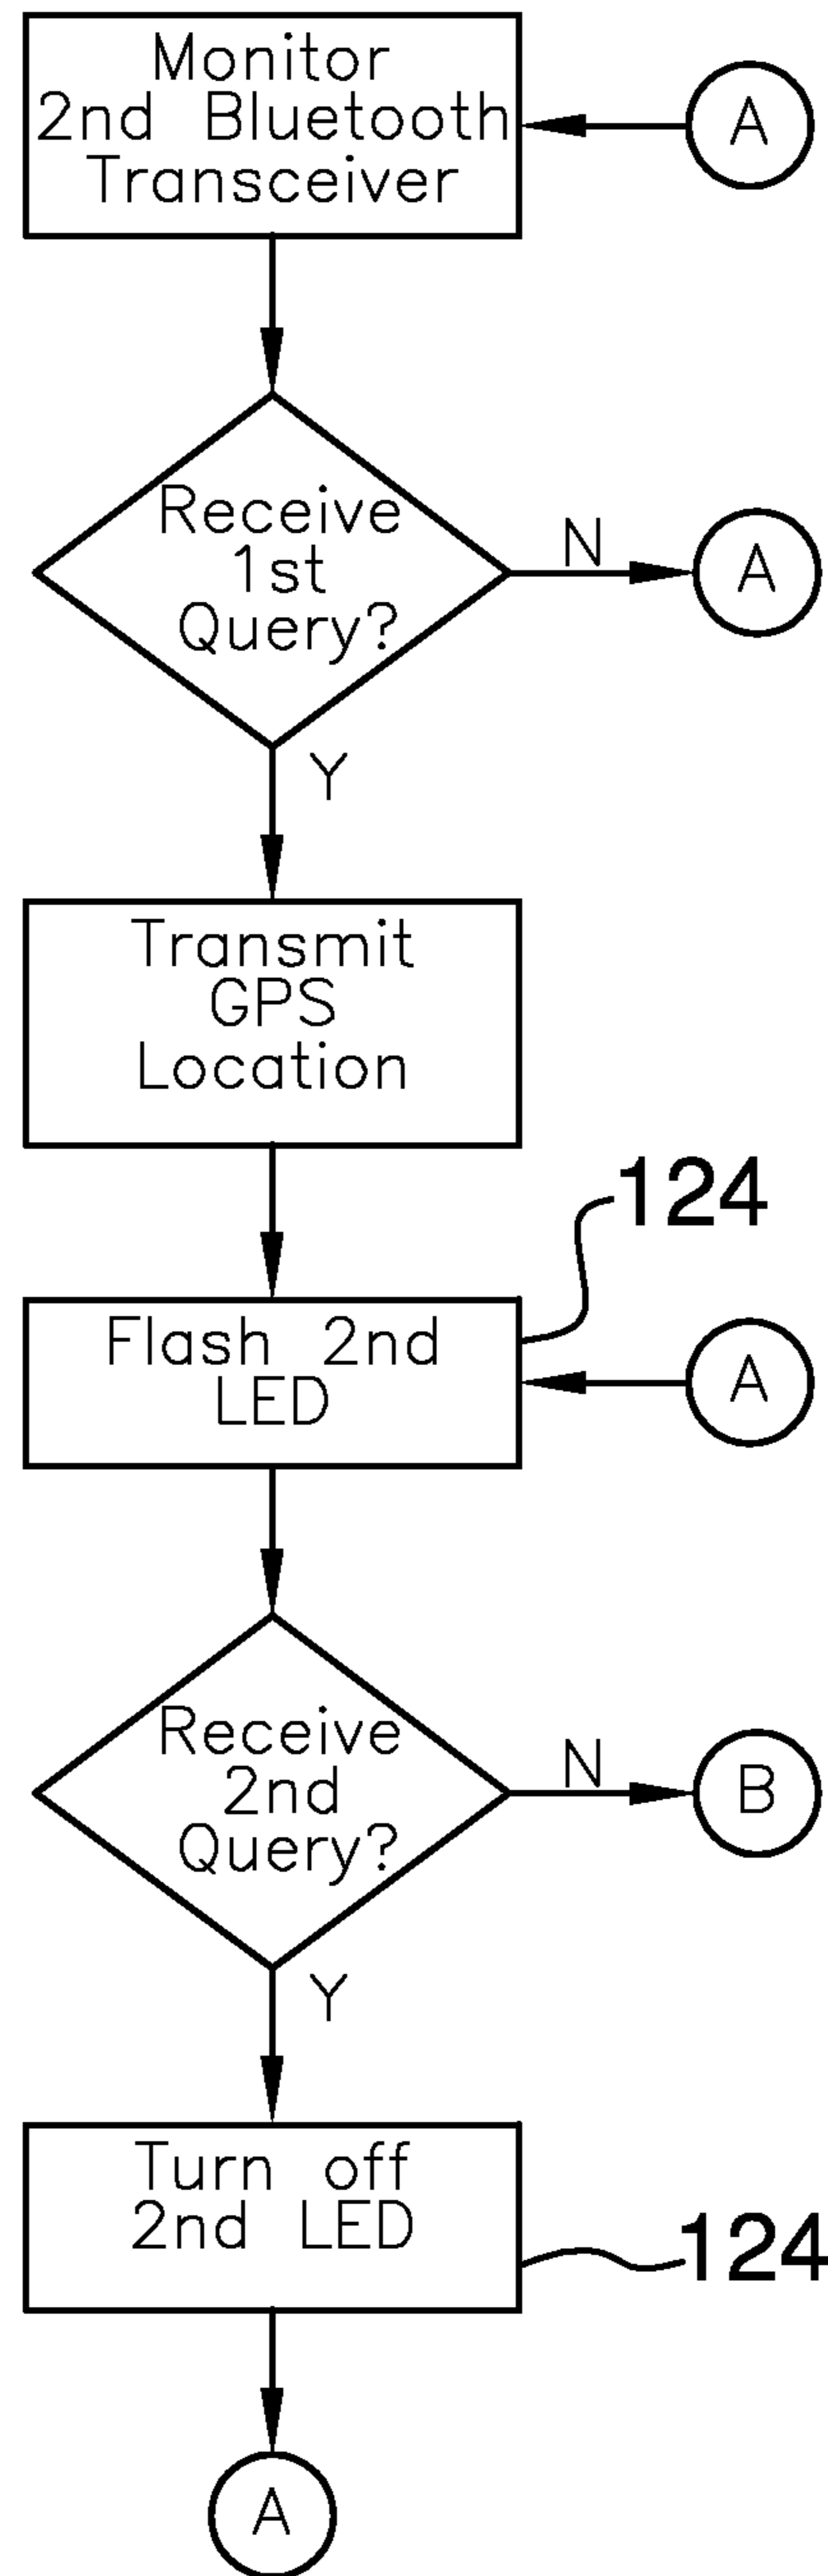 Monitor
2nd Bluetooth
Transceiver
A
Receive
1st
Query?
N
A
Y
Transmit
GPS
Location
124
Flash 2nd
LED
A
Receive
2nd
Query?
N
B
Y
Turn off
2nd LED
124
A